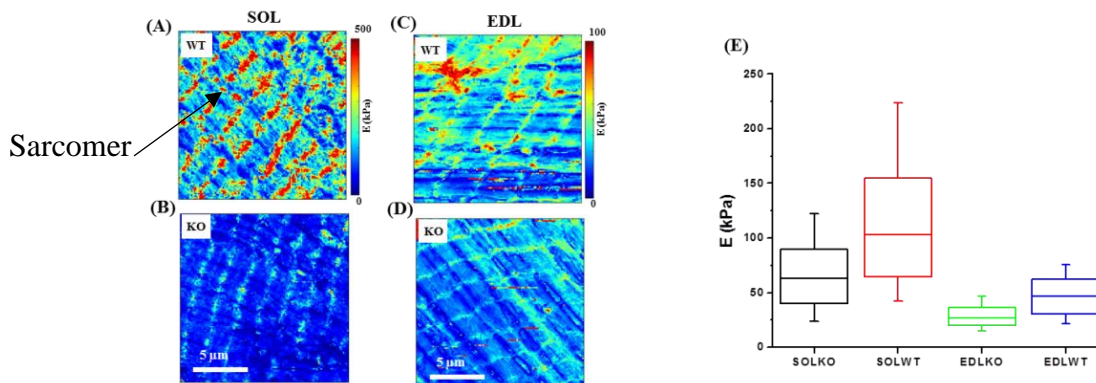 SOL
EDL
(A)
WT
500
E (kPa)
0
(C)
WT
100
E (kPa)
0
Sarcomer
(B)
KO
5 µm
(D)
KO
5 µm
(E)
E (kPa)
250
200
150
100
50
0
SOLKO
SOLWT
EDLKO
EDLWT